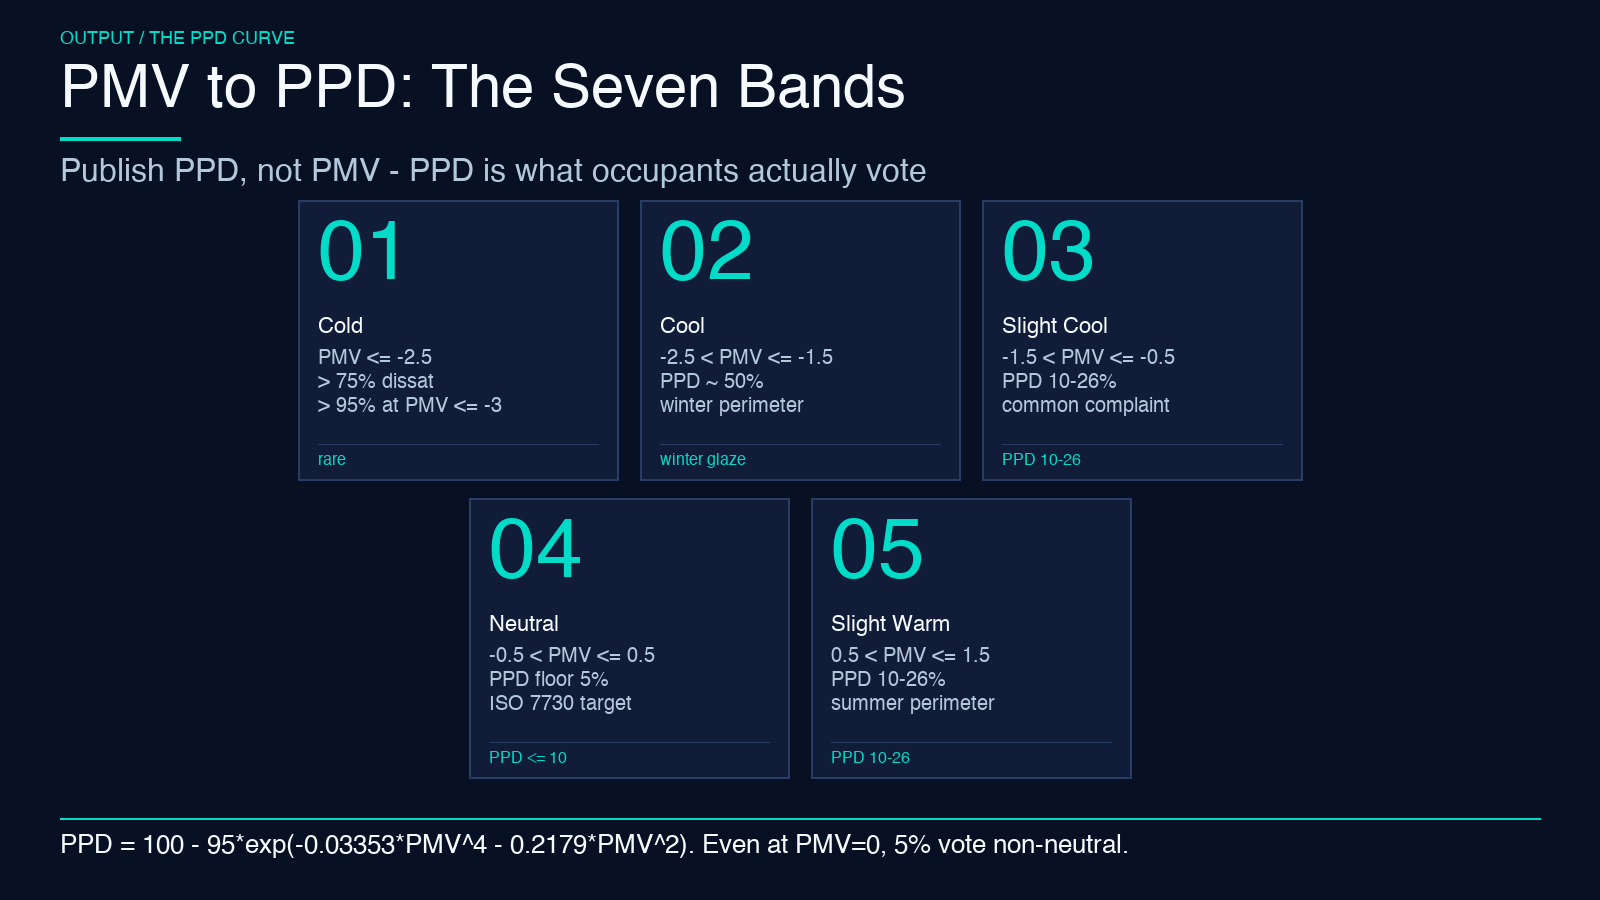 OUTPUT / THE PPD CURVE
PMV to PPD: The Seven Bands
Publish PPD, not PMV - PPD is what occupants actually vote
01
Cold
PMV <= -2.5
> 75% dissat
> 95% at PMV <= -3
rare
02
Cool
-2.5 < PMV <= -1.5
PPD ~ 50%
winter perimeter
winter glaze
03
Slight Cool
-1.5 < PMV <= -0.5
PPD 10-26%
common complaint
PPD 10-26
04
Neutral
-0.5 < PMV <= 0.5
PPD floor 5%
ISO 7730 target
PPD <= 10
05
Slight Warm
0.5 < PMV <= 1.5
PPD 10-26%
summer perimeter
PPD 10-26
PPD = 100 - 95*exp(-0.03353*PMV^4 - 0.2179*PMV^2). Even at PMV=0, 5% vote non-neutral.